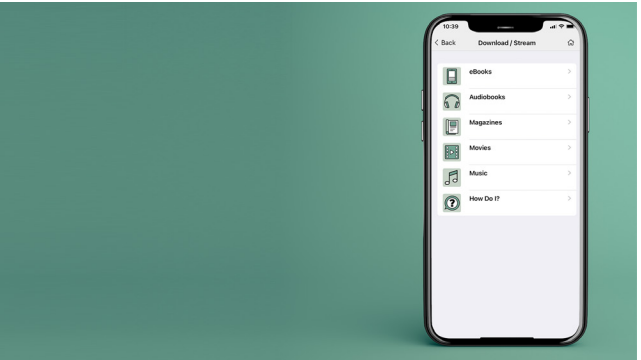 10:39
< Back Download / Stream
eBooks
Audiobooks
Magazines
Movies
Music
How Do I?